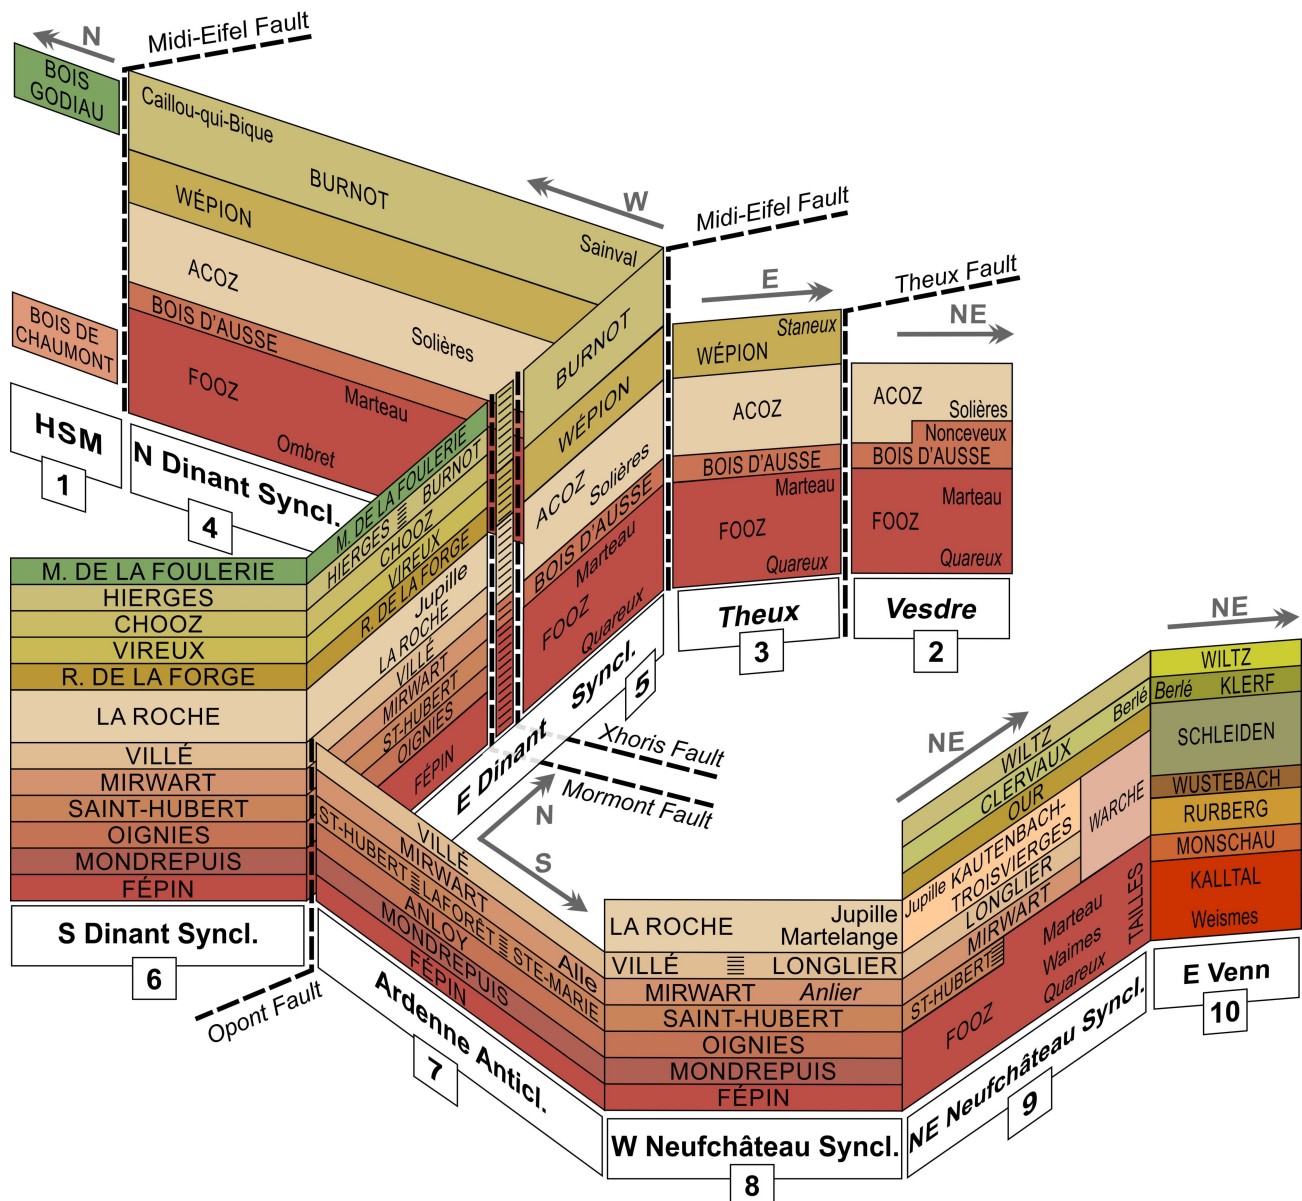 N
Midi-Eifel Fault
BOIS
GODIAU
Caillou-qui-Bique
BURNOT
WÉPION
Sainval
ACOZ
Solières
BOIS D'AUSSE
FOOZ
Marteau
Ombret
BOIS DE
CHAUMONT
HSM
1
N Dinant Syncl.
4
W
Midi-Eifel Fault
BURNOT
WÉPION
ACOZ
Solières
BOIS D'AUSSE
FOOZ
Marteau
Quareux
E Dinant Syncl.
5
E
Staneux
WÉPION
ACOZ
BOIS D'AUSSE
Marteau
FOOZ
Quareux
Theux
3
Theux Fault
NE
ACOZ
Solières
Nonceveux
BOIS D'AUSSE
Marteau
FOOZ
Quareux
Vesdre
2
M. DE LA FOULERIE
HIERGES
BURNOT
CHOOZ
VIREUX
R. DE LA FORGE
Jupille
LA ROCHE
VILLÉ
MIRWART
ST-HUBERT
OIGNIES
FÉPIN
Xhoris Fault
Mormont Fault
N
S
M. DE LA FOULERIE
HIERGES
CHOOZ
VIREUX
R. DE LA FORGE
LA ROCHE
VILLÉ
MIRWART
SAINT-HUBERT
OIGNIES
MONDREPUIS
FÉPIN
S Dinant Syncl.
6
Opont Fault
VILLÉ
MIRWART
Alle
ST-HUBERT
LAFORÊT
STE-MARIE
ANLOY
MONDREPUIS
FÉPIN
Ardenne Anticl.
7
LA ROCHE
Jupille
Martelange
VILLÉ
LONGLIER
MIRWART
Anlier
SAINT-HUBERT
OIGNIES
MONDREPUIS
FÉPIN
W Neufchâteau Syncl.
8
NE
WILTZ
Berlé
CLERVAUX
OUR
Jupille
KAUTENBACH-
TROISVIERGES
WARCHE
LONGLIER
MIRWART
ST-HUBERT
Marteau
Waimes
Quareux
TAILLES
FOOZ
NE Neufchâteau Syncl.
9
NE
WILTZ
Berlé
KLERF
SCHLEIDEN
WUSTEBACH
RURBERG
MONSCHAU
KALLTAL
Weismes
E Venn
10